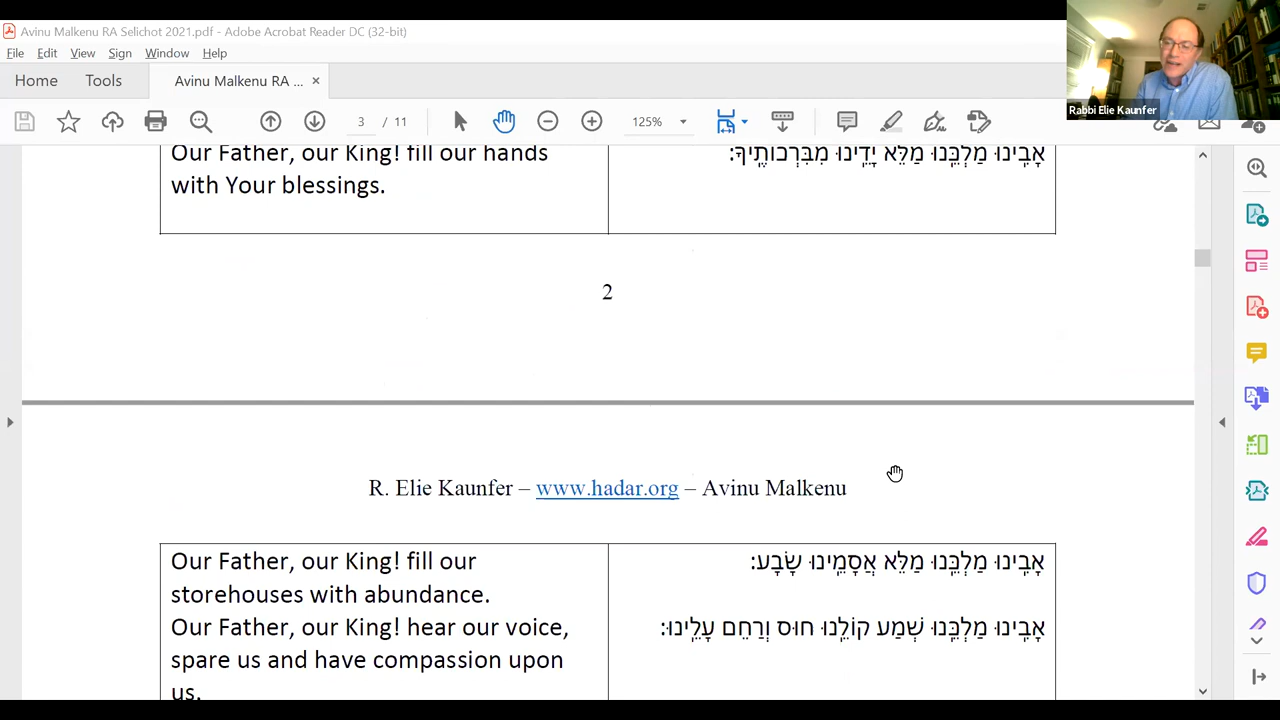 Avinu Malkenu RA Selichot 2021.pdf - Adobe Acrobat Reader DC (32-bit)
File Edit View Sign Window Help
Home Tools Avinu Malkenu RA ... ×
3 / 11 125%
Rabbi Elie Kaunfer
Our Father, our King! fill our hands
with Your blessings.
אָבִֽינוּ מַלְכֵּֽנוּ מַלֵּא יָדֵֽינוּ מִבִּרְכוֹתֶֽיךָ:
2
R. Elie Kaunfer – www.hadar.org – Avinu Malkenu
Our Father, our King! fill our
storehouses with abundance.
אָבִֽינוּ מַלְכֵּֽנוּ מַלֵּא אֲסָמֵֽינוּ שָׂבָע:
Our Father, our King! hear our voice,
spare us and have compassion upon
us.
אָבִֽינוּ מַלְכֵּֽנוּ שְׁמַע קוֹלֵֽנוּ חוּס וְרַחֵם עָלֵֽינוּ: